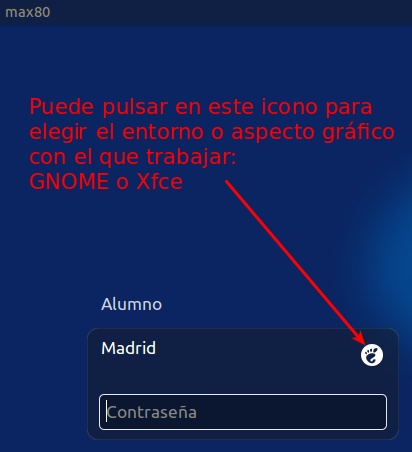 max80
Puede pulsar en este icono para
elegir el entorno o aspecto gráfico
con el que trabajar:
GNOME o Xfce
Alumno
Madrid
Contraseña